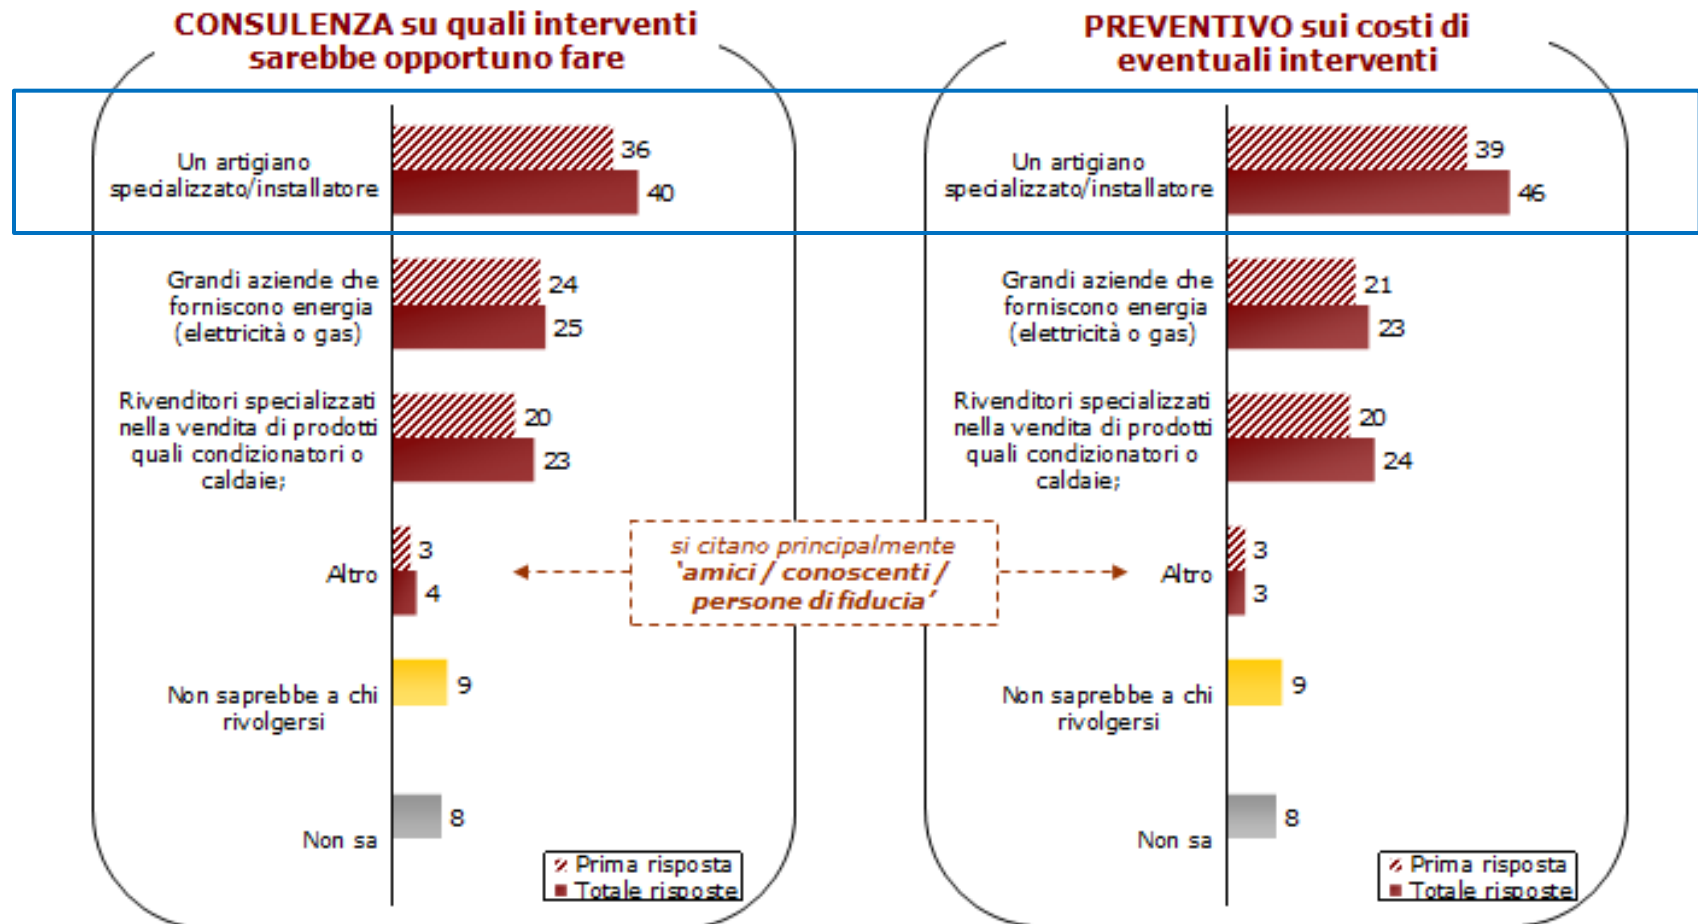 CONSULENZA su quali interventi
sarebbe opportuno fare
Un artigiano
specializzato/installatore
36
40
Grandi aziende che
forniscono energia
(elettricità o gas)
24
25
Rivenditori specializzati
nella vendita di prodotti
quali condizionatori o
caldaie;
20
23
Altro
3
4
Non saprebbe a chi
rivolgersi
9
Non sa
8
Prima risposta
Totale risposte
si citano principalmente
‘amici / conoscenti /
persone di fiducia’
PREVENTIVO sui costi di
eventuali interventi
Un artigiano
specializzato/installatore
39
46
Grandi aziende che
forniscono energia
(elettricità o gas)
21
23
Rivenditori specializzati
nella vendita di prodotti
quali condizionatori o
caldaie;
20
24
Altro
3
3
Non saprebbe a chi
rivolgersi
9
Non sa
8
Prima risposta
Totale risposte